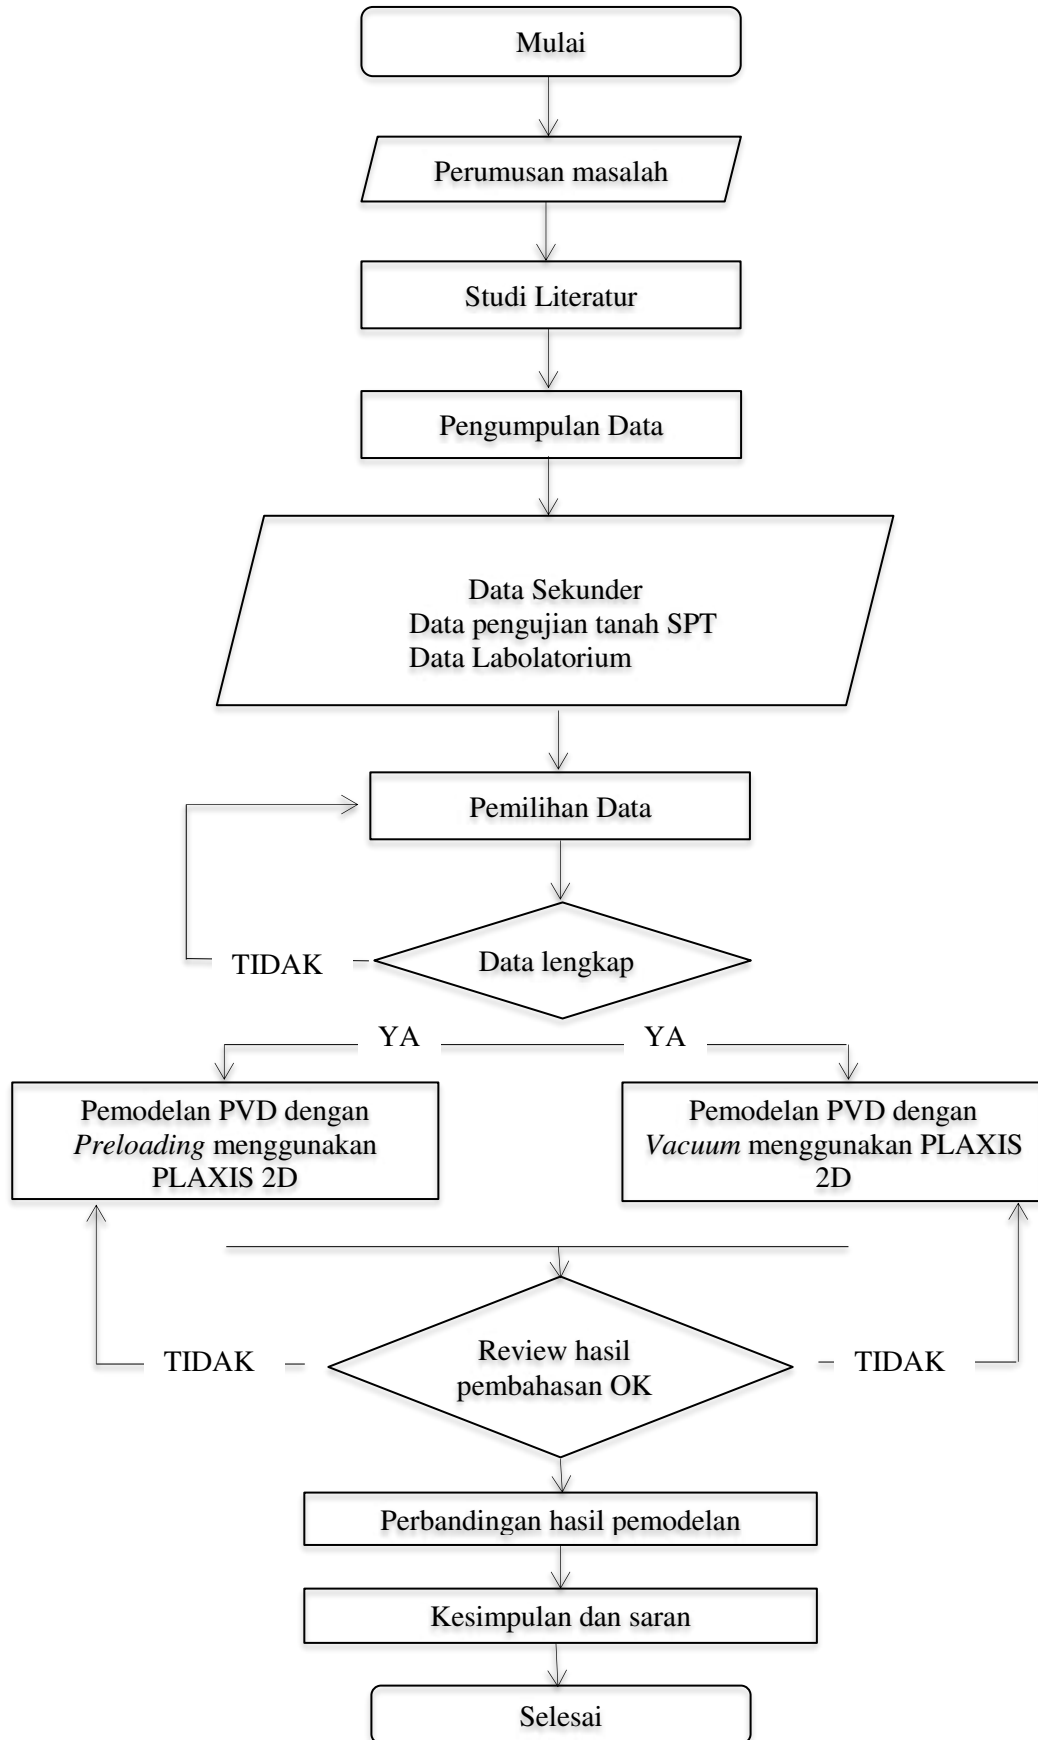 Mulai
Perumusan masalah
Studi Literatur
Pengumpulan Data
Data Sekunder
Data pengujian tanah SPT
Data Labolatorium
Pemilihan Data
Data lengkap
TIDAK
YA
YA
Pemodelan PVD dengan
Preloading menggunakan
PLAXIS 2D
Pemodelan PVD dengan
Vacuum menggunakan PLAXIS
2D
Review hasil
pembahasan OK
TIDAK
TIDAK
Perbandingan hasil pemodelan
Kesimpulan dan saran
Selesai